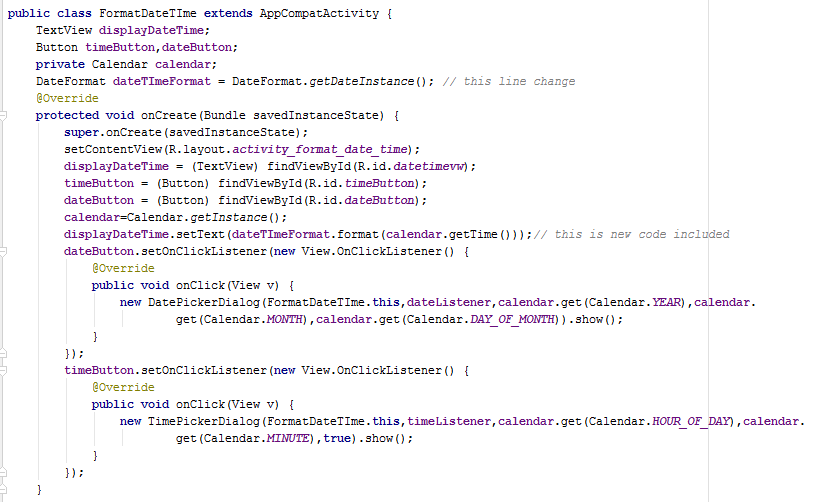 public class FormatDateTIme extends AppCompatActivity {
    TextView displayDateTime;
    Button timeButton,dateButton;
    private Calendar calendar;
    DateFormat dateTImeFormat = DateFormat.getDateInstance(); // this line change
    @Override
    protected void onCreate(Bundle savedInstanceState) {
        super.onCreate(savedInstanceState);
        setContentView(R.layout.activity_format_date_time);
        displayDateTime = (TextView) findViewById(R.id.datetimevw);
        timeButton = (Button) findViewById(R.id.timeButton);
        dateButton = (Button) findViewById(R.id.dateButton);
        calendar=Calendar.getInstance();
        displayDateTime.setText(dateTImeFormat.format(calendar.getTime()));// this is new code included
        dateButton.setOnClickListener(new View.OnClickListener() {
            @Override
            public void onClick(View v) {
                new DatePickerDialog(FormatDateTIme.this,dateListener,calendar.get(Calendar.YEAR),calendar.
                        get(Calendar.MONTH),calendar.get(Calendar.DAY_OF_MONTH)).show();
            }
        });
        timeButton.setOnClickListener(new View.OnClickListener() {
            @Override
            public void onClick(View v) {
                new TimePickerDialog(FormatDateTIme.this,timeListener,calendar.get(Calendar.HOUR_OF_DAY),calendar.
                        get(Calendar.MINUTE),true).show();
            }
        });
    }